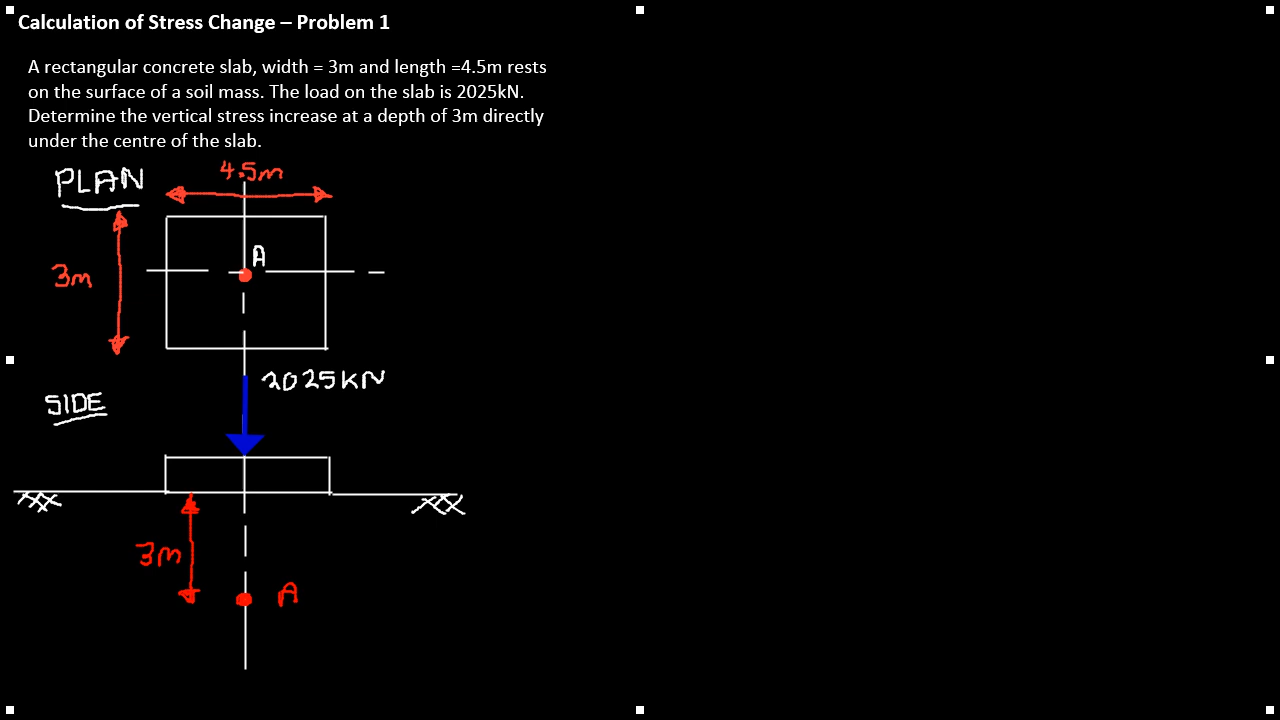 Calculation of Stress Change – Problem 1
A rectangular concrete slab, width = 3m and length =4.5m rests
on the surface of a soil mass. The load on the slab is 2025kN.
Determine the vertical stress increase at a depth of 3m directly
under the centre of the slab.
4.5m
PLAN
A
3m
2025KN
SIDE
3m
A